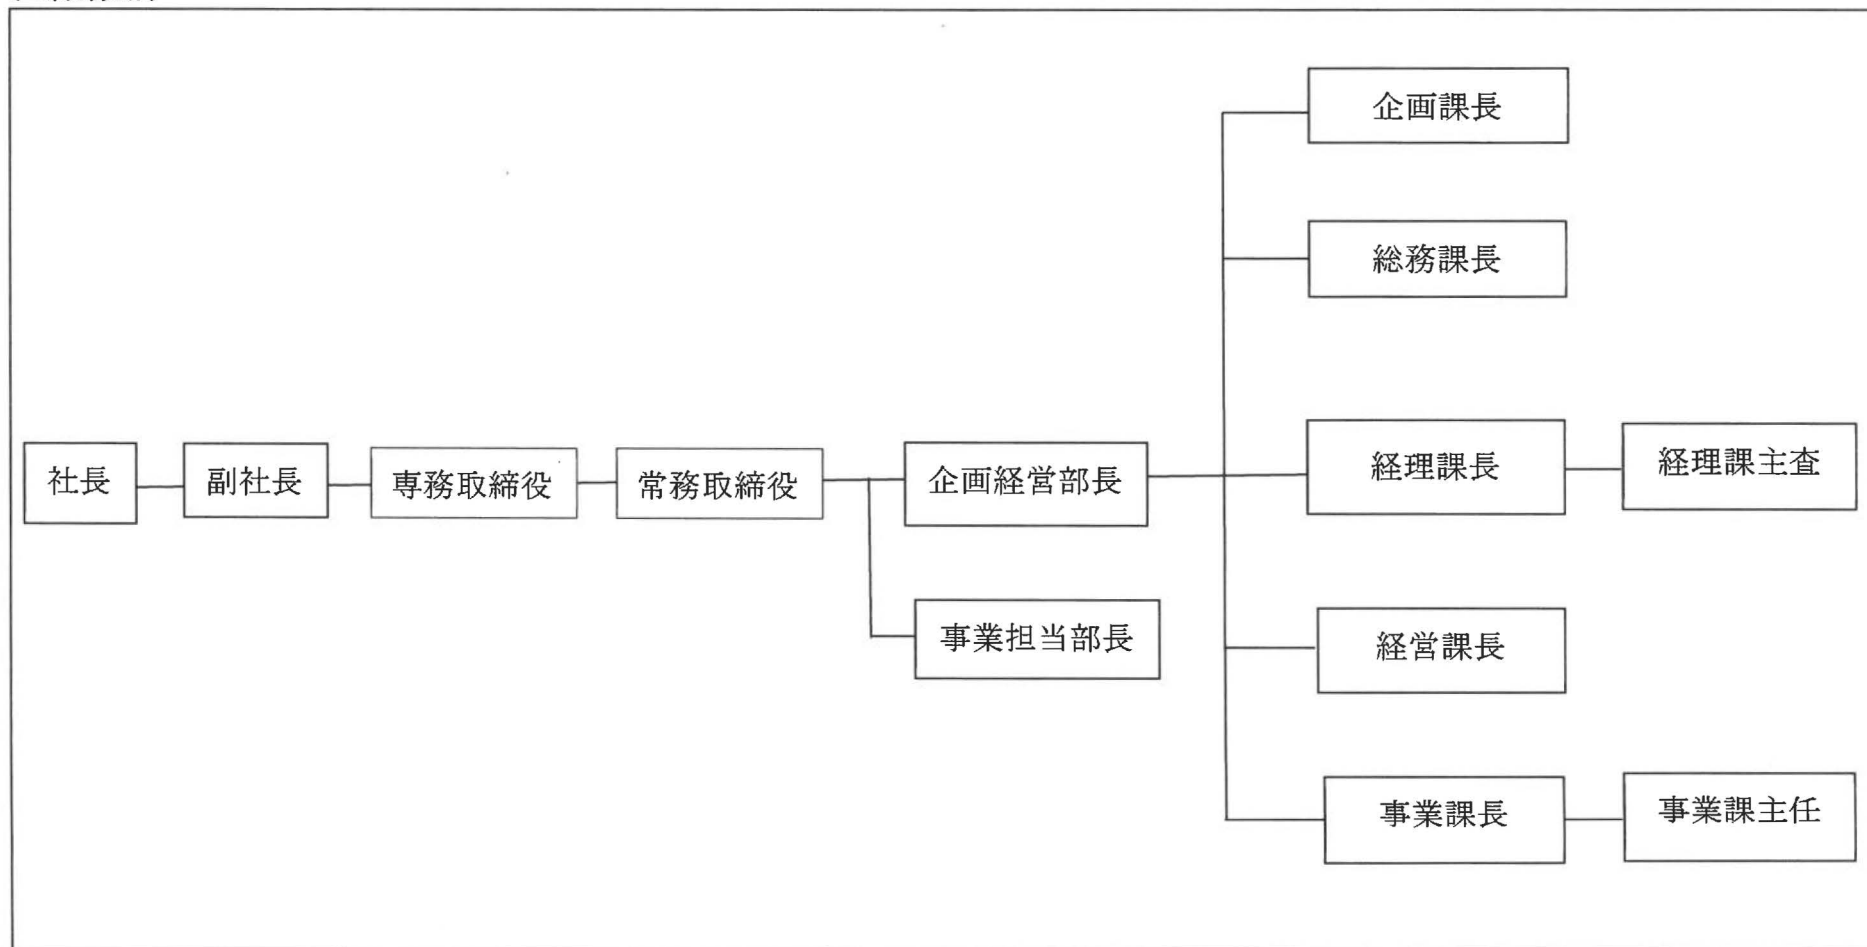 企画課長
総務課長
社長
副社長
専務取締役
常務取締役
企画経営部長
経理課長
経理課主査
事業担当部長
経営課長
事業課長
事業課主任